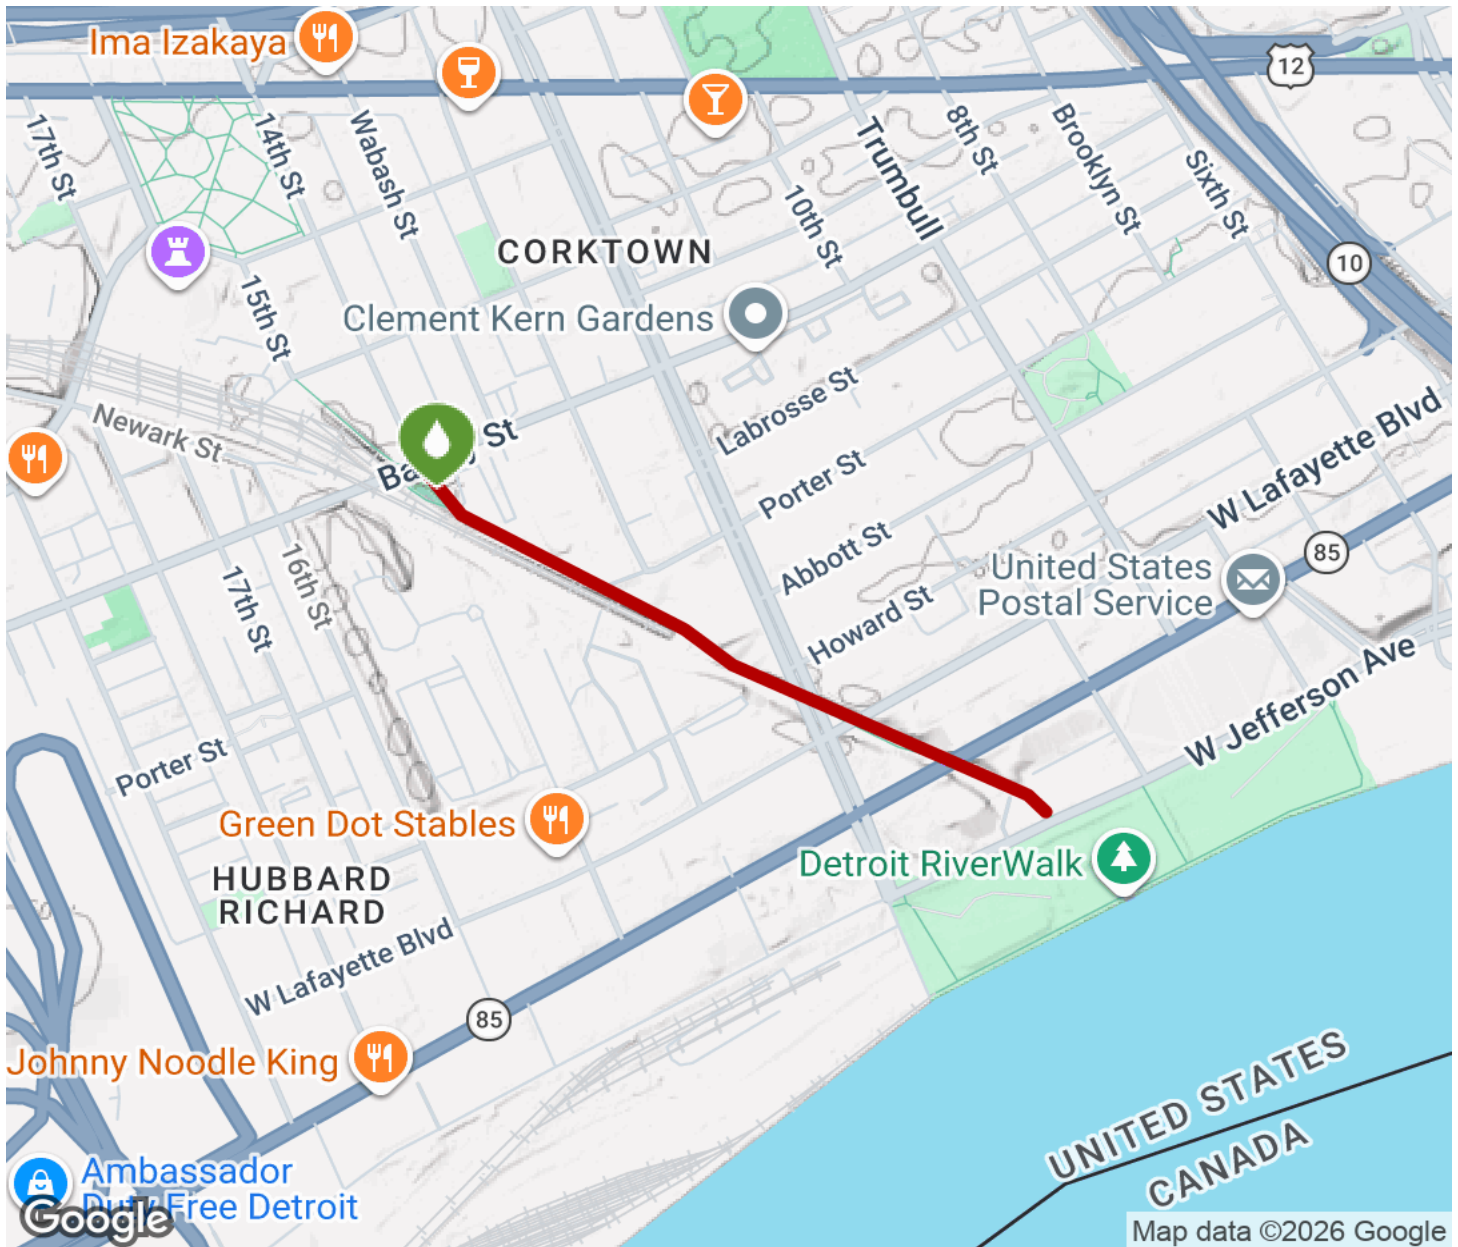 Ima Izakaya
12
17th St
14th St
Wabash St
Trumbull
8th St
Brooklyn St
Sixth St
10th St
CORKTOWN
10
15th St
Clement Kern Gardens
Labrosse St
Newark St
St
Porter St
W Lafayette Blvd
Abbott St
85
United States
Postal Service
16th St
17th St
Howard St
W Jefferson Ave
Porter St
Green Dot Stables
Detroit RiverWalk
HUBBARD
RICHARD
W Lafayette Blvd
85
Johnny Noodle King
UNITED STATES
CANADA
Ambassador
Duty Free Detroit
Google
Map data ©2026 Google